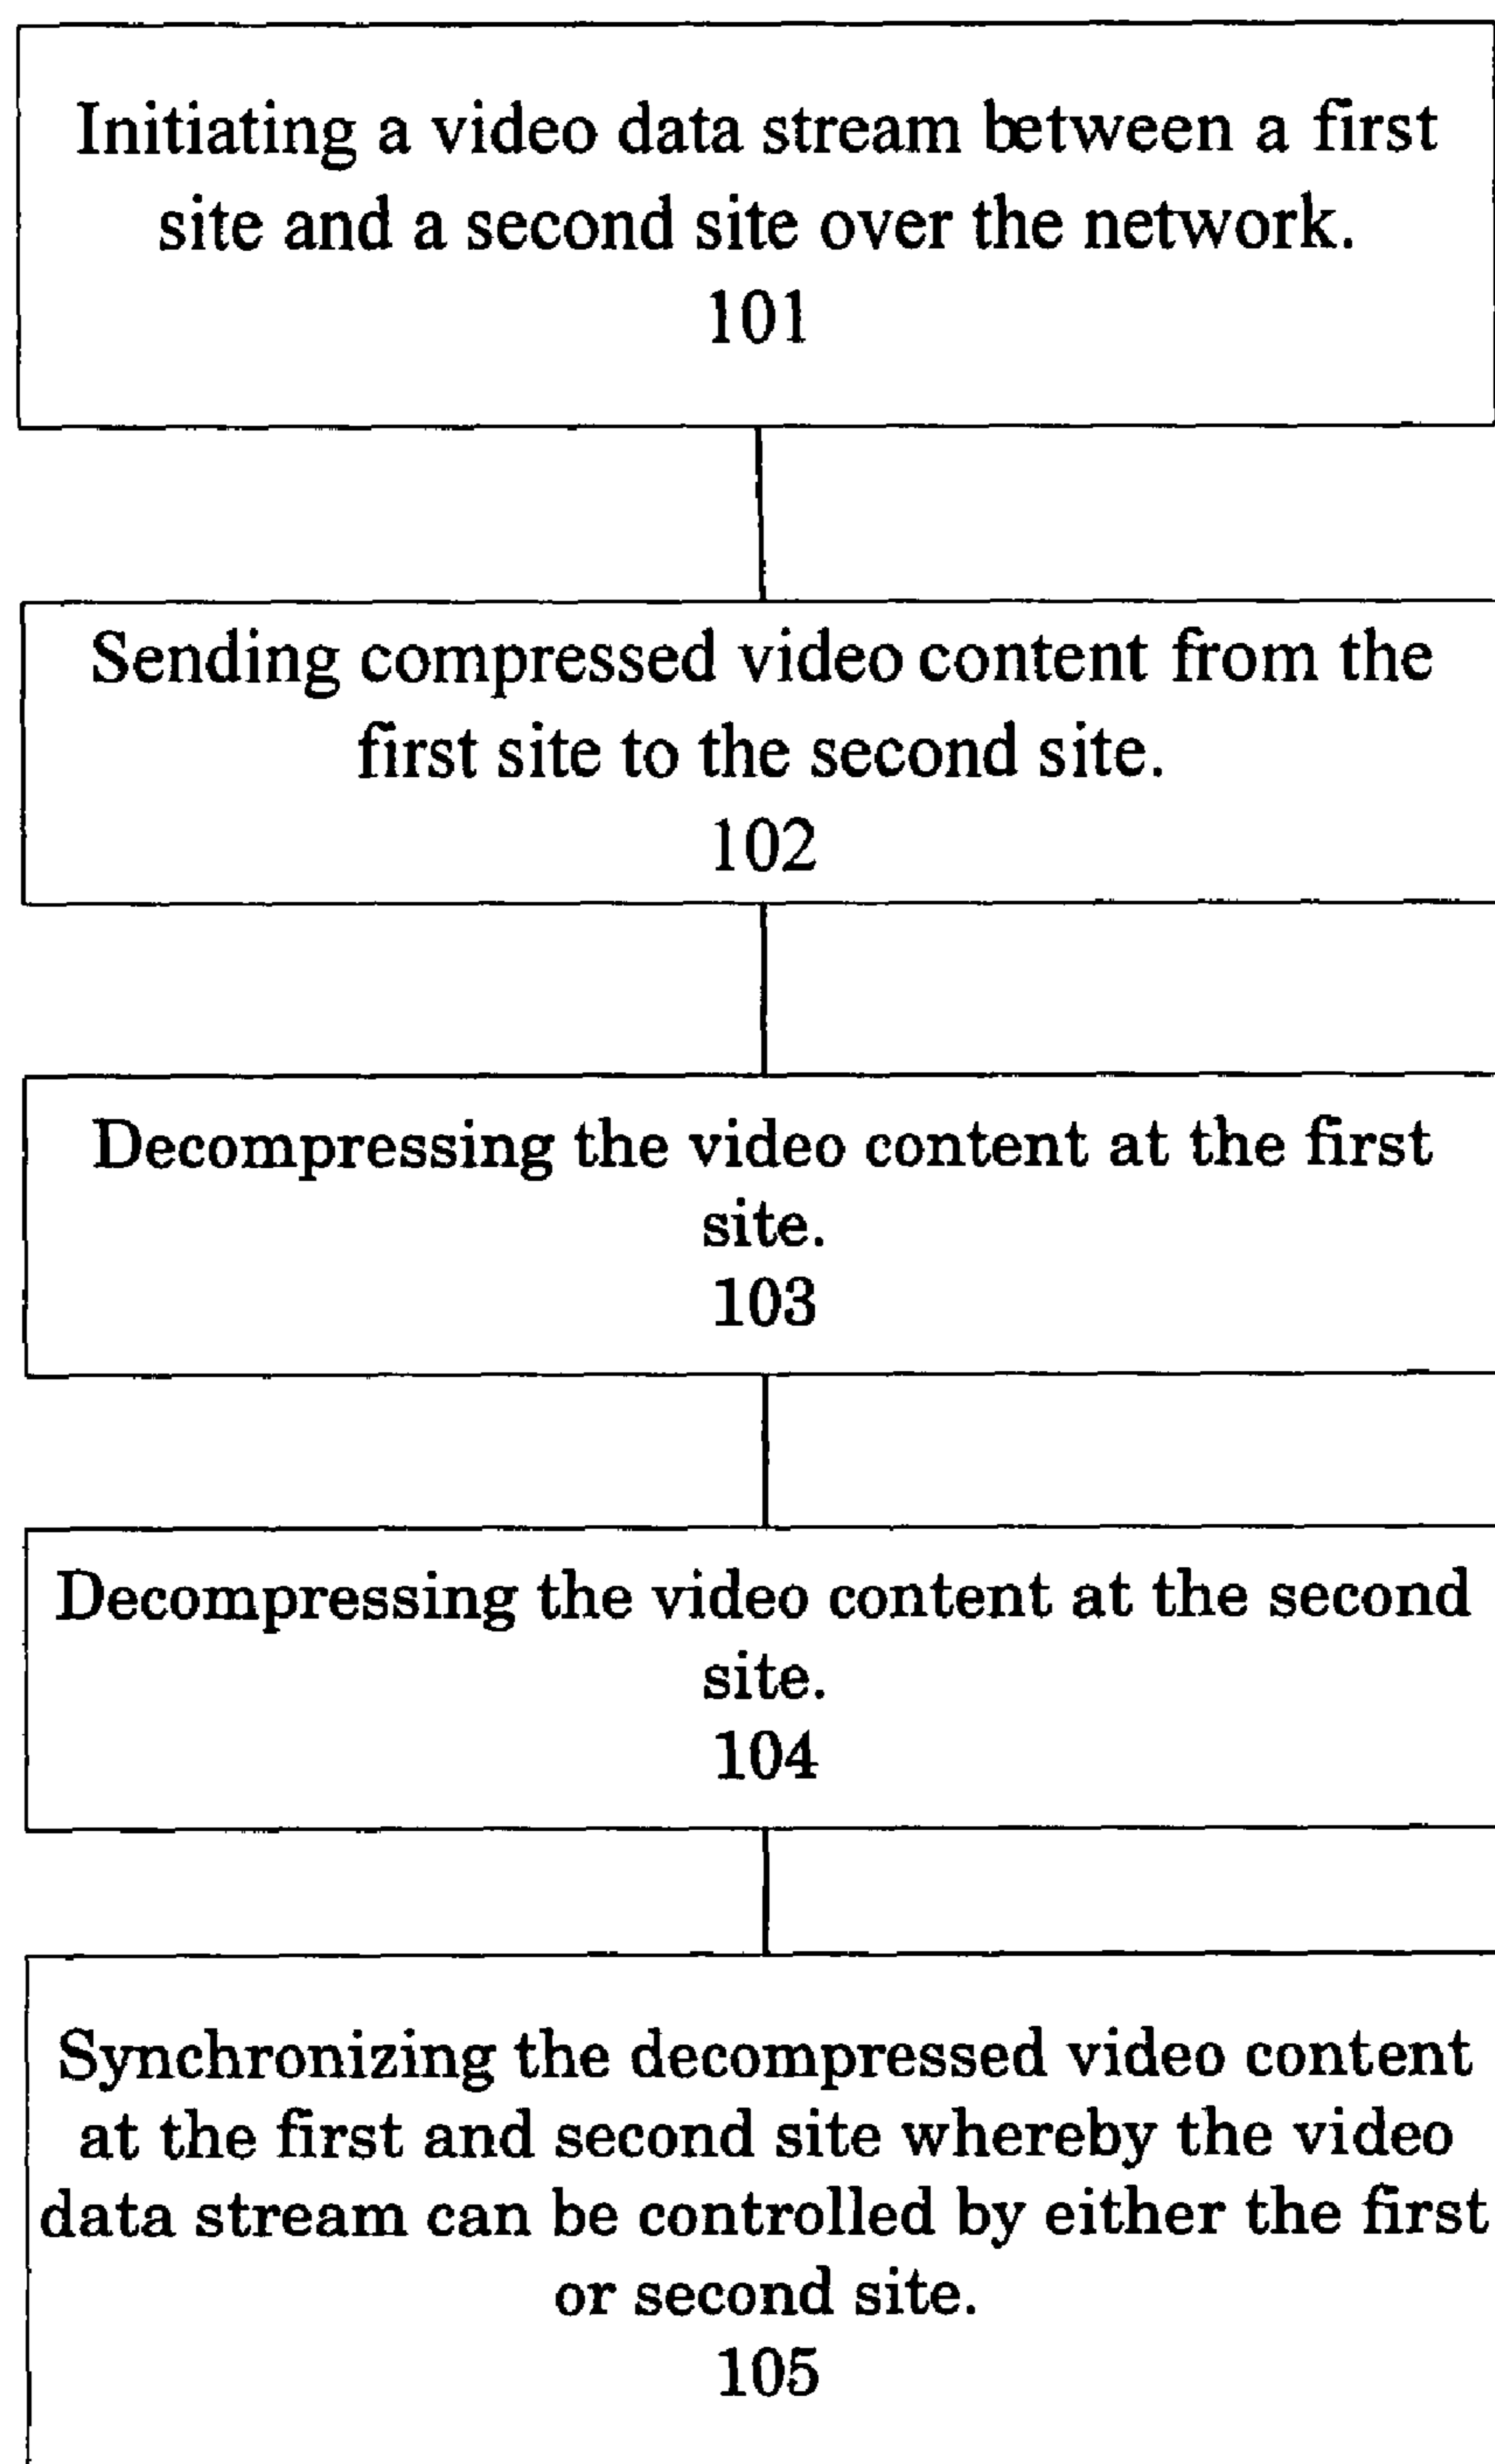 Initiating a video data stream between a first
site and a second site over the network.
101
Sending compressed video content from the
first site to the second site.
102
Decompressing the video content at the first
site.
103
Decompressing the video content at the second
site.
104
Synchronizing the decompressed video content
at the first and second site whereby the video
data stream can be controlled by either the first
or second site.
105